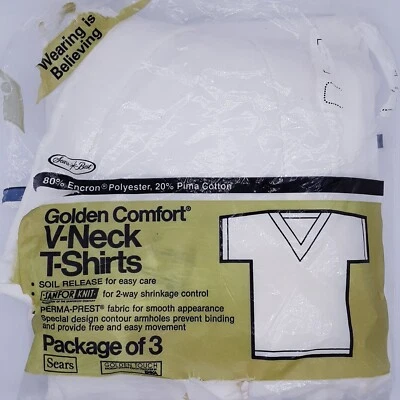 Wearing is
Believing
Sears Best
80% Encron® Polyester, 20% Pima Cotton
Golden Comfort®
V-Neck
T-Shirts
• SOIL RELEASE for easy care
• SANFOR KNIT® for 2-way shrinkage control
PERMA-PREST® fabric for smooth appearance
Special design contour armholes prevent binding
and provide free and easy movement
Package of 3
Sears
GOLDEN TOUCH